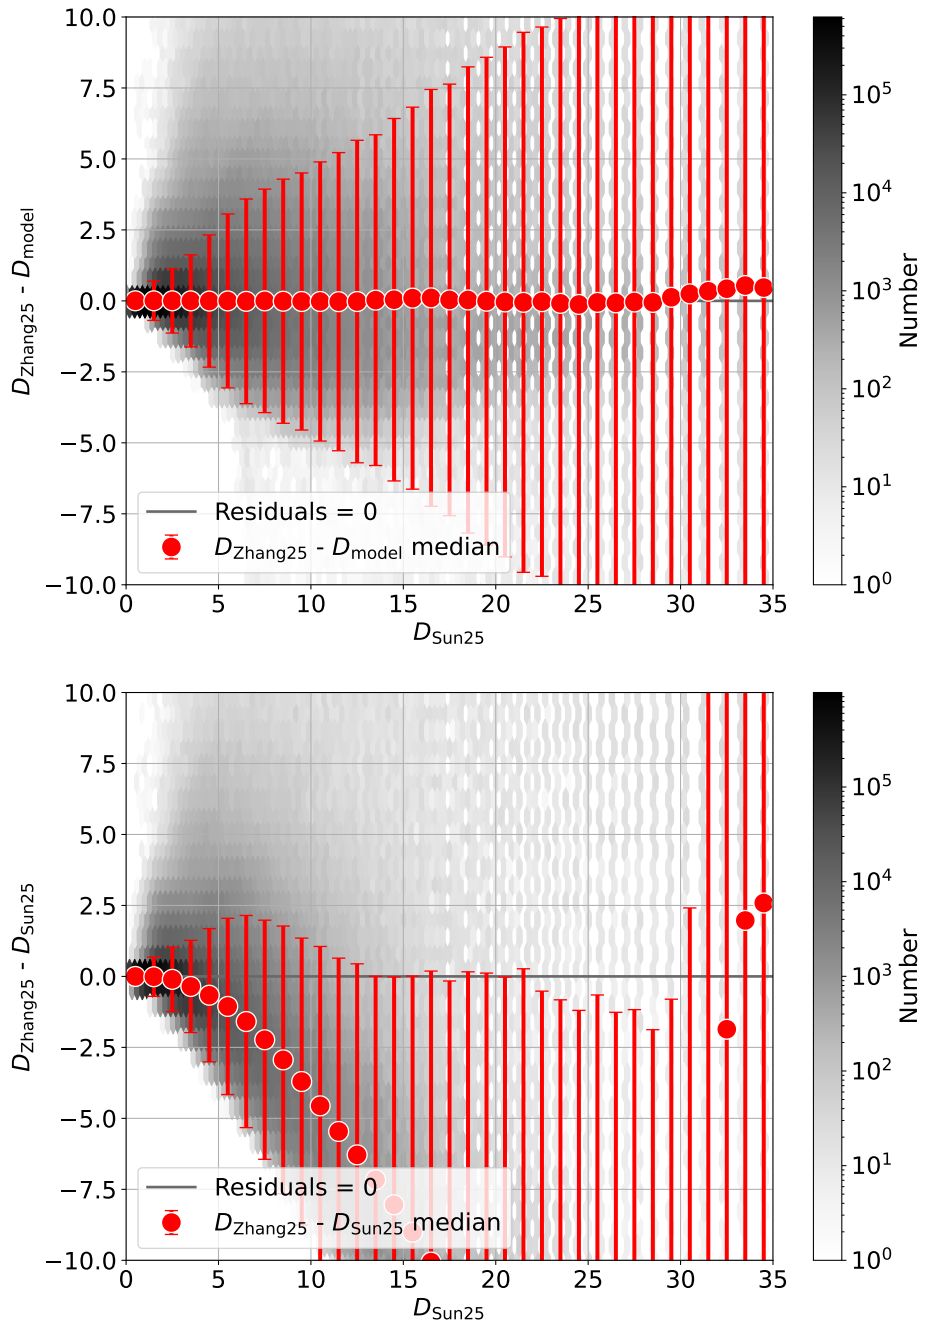 10.0
7.5
5.0
2.5
0.0
−2.5
−5.0
−7.5
−10.0
D_Zhang25 - D_model
Residuals = 0
D_Zhang25 - D_model median
0 5 10 15 20 25 30 35
D_Sun25
10^5
10^4
10^3
10^2
10^1
10^0
Number
10.0
7.5
5.0
2.5
0.0
−2.5
−5.0
−7.5
−10.0
D_Zhang25 - D_Sun25
Residuals = 0
D_Zhang25 - D_Sun25 median
0 5 10 15 20 25 30 35
D_Sun25
10^5
10^4
10^3
10^2
10^1
10^0
Number